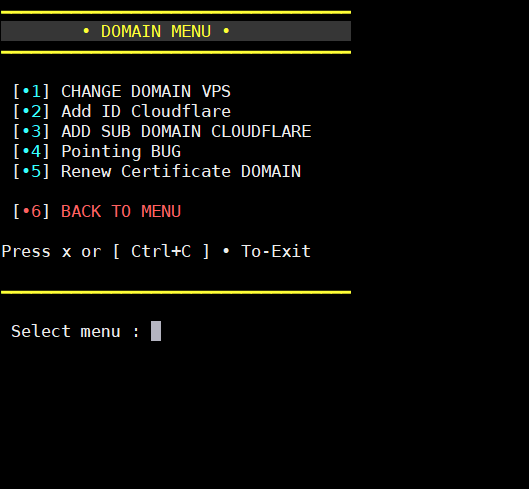 • DOMAIN MENU •
[•1] CHANGE DOMAIN VPS
[•2] Add ID Cloudflare
[•3] ADD SUB DOMAIN CLOUDFLARE
[•4] Pointing BUG
[•5] Renew Certificate DOMAIN
[•6] BACK TO MENU
Press x or [ Ctrl+C ] • To-Exit
Select menu :